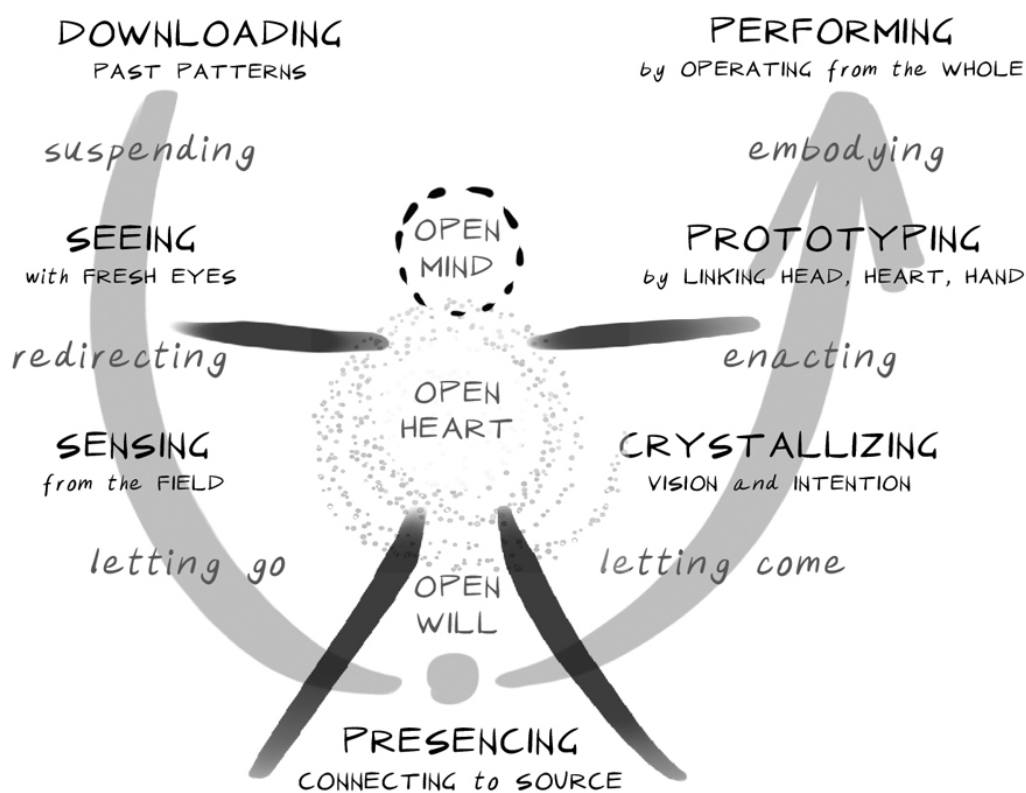 DOWNLOADING
PAST PATTERNS
suspending
SEEING
with FRESH EYES
redirecting
SENSING
from the FIELD
letting go
OPEN
MIND
OPEN
HEART
OPEN
WILL
PRESENCING
CONNECTING to SOURCE
letting come
CRYSTALLIZING
VISION and INTENTION
enacting
PROTOTYPING
by LINKING HEAD, HEART, HAND
embodying
PERFORMING
by OPERATING from the WHOLE